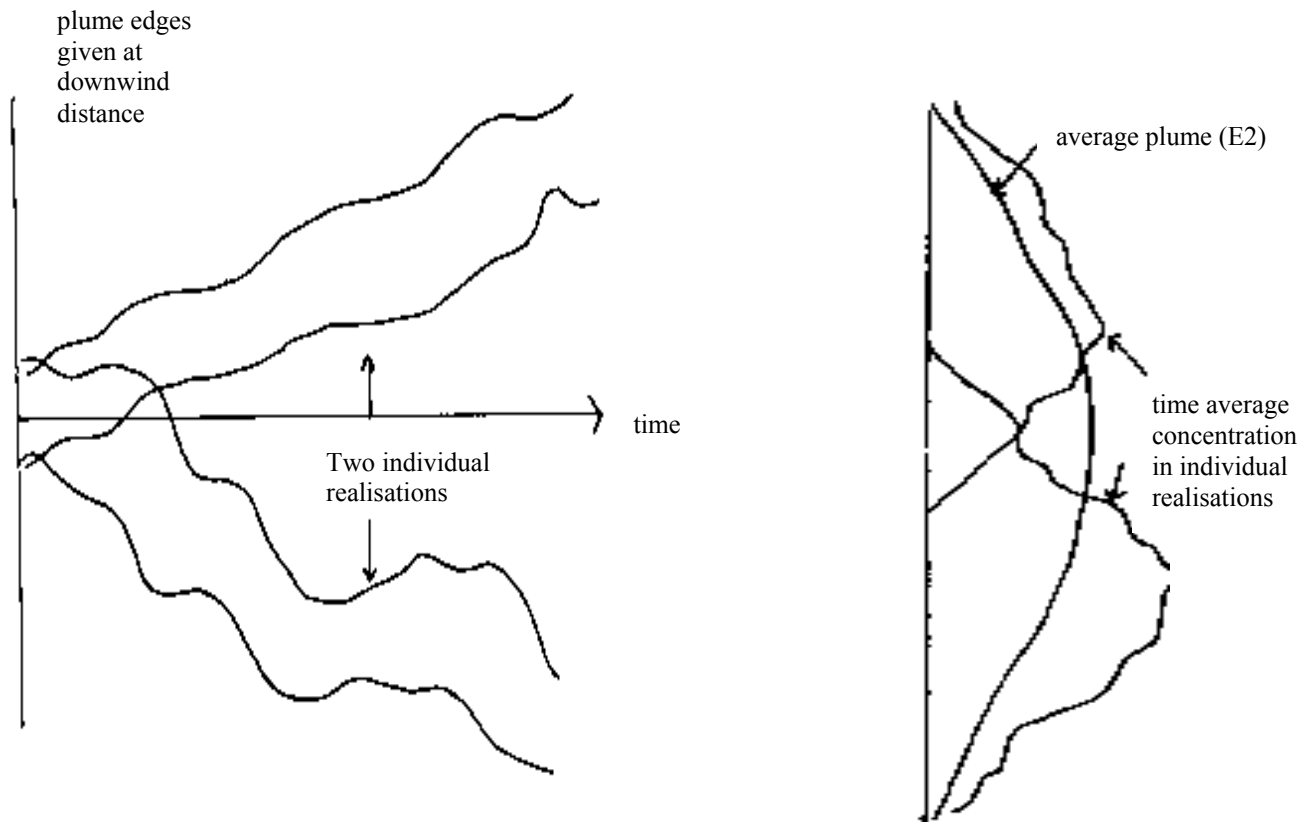 plume edges
given at
downwind
distance
time
Two individual
realisations
average plume (E2)
time average
concentration
in individual
realisations